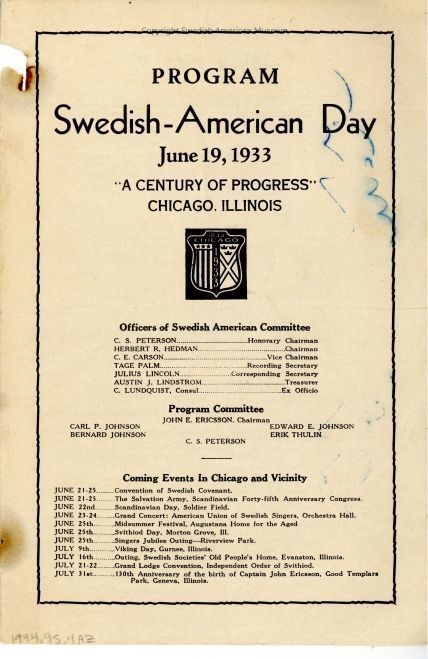 Copyright Swedish American Museum
PROGRAM
Swedish-American Day
June 19, 1933
"A CENTURY OF PROGRESS"
CHICAGO. ILLINOIS
1833
CHICAGO
1933
Officers of Swedish American Committee
C. S. PETERSON......................Honorary Chairman
HERBERT R. HEDMAN...........................Chairman
C. E. CARSON................................Vice Chairman
TAGE PALM.........................Recording Secretary
JULIUS LINCOLN.................Corresponding Secretary
AUSTIN J. LINDSTROM..........................Treasurer
C. LUNDQUIST, Consul.........................Ex Officio
Program Committee
JOHN E. ERICSSON. Chairman
CARL P. JOHNSON EDWARD E. JOHNSON
BERNARD JOHNSON ERIK THULIN
C. S. PETERSON
Coming Events In Chicago and Vicinity
JUNE 21-25......Convention of Swedish Covenant.
JUNE 21-25......The Salvation Army, Scandinavian Forty-fifth Anniversary Congress.
JUNE 22nd......Scandinavian Day, Soldier Field.
JUNE 23-24......Grand Concert: American Union of Swedish Singers, Orchestra Hall.
JUNE 25th......Midsummer Festival, Augustana Home for the Aged
JUNE 25th......Svithiod Day, Morton Grove, Ill.
JUNE 25th......Singers Jubilee Outing—Riverview Park.
JULY 9th......Viking Day, Gurnee, Illinois.
JULY 16th......Outing, Swedish Societies' Old People's Home, Evanston, Illinois.
JULY 21-22......Grand Lodge Convention, Independent Order of Svithiod.
JULY 31st......130th Anniversary of the birth of Captain John Ericsson, Good Templars
Park, Geneva, Illinois.
1994.95.1AZ